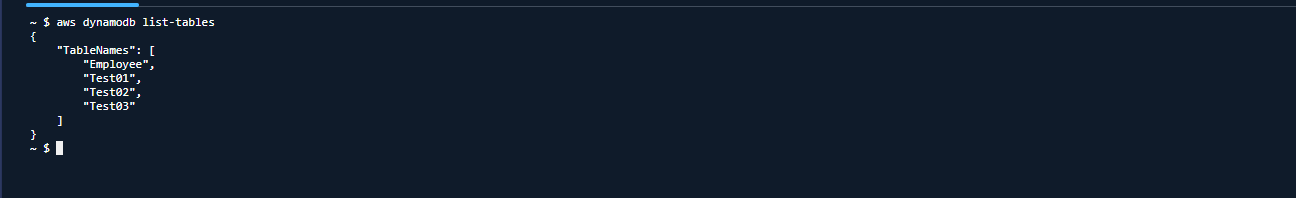 ~ $ aws dynamodb list-tables
{
    "TableNames": [
        "Employee",
        "Test01",
        "Test02",
        "Test03"
    ]
}
~ $